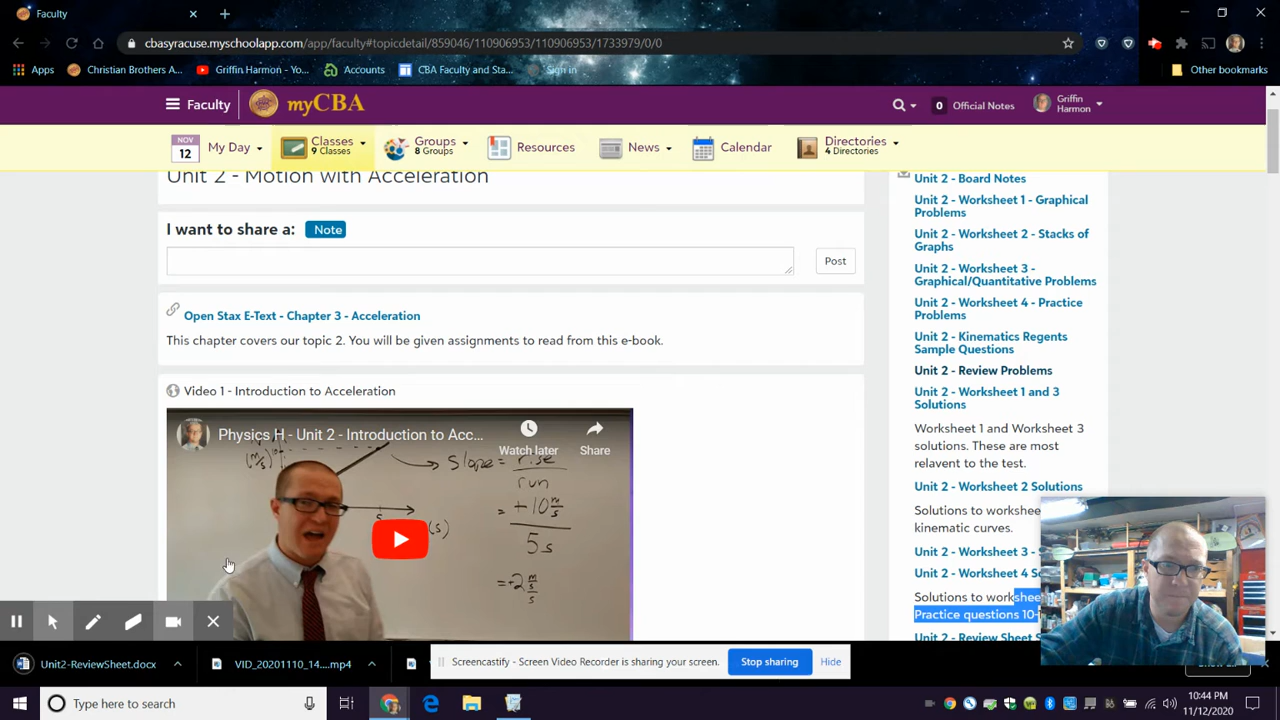 Faculty
cbasyracuse.myschoolapp.com/app/faculty#topicdetail/859046/110906953/110906953/1733979/0/0
Apps
Christian Brothers A...
Griffin Harmon - Yo...
Accounts
CBA Faculty and Sta...
Sign in
Other bookmarks
Faculty
myCBA
0 Official Notes
Griffin
Harmon
NOV
12
My Day
Classes
9 Classes
Groups
8 Groups
Resources
News
Calendar
Directories
4 Directories
Unit 2 - Motion with Acceleration
I want to share a:
Note
Post
Open Stax E-Text - Chapter 3 - Acceleration
This chapter covers our topic 2. You will be given assignments to read from this e-book.
Video 1 - Introduction to Acceleration
Physics H - Unit 2 - Introduction to Acc...
Watch later
Share
(m/s)
slope = rise
run
= +10 m/s
5s
= +2 m/s
s
(s)
Unit 2 - Board Notes
Unit 2 - Worksheet 1 - Graphical
Problems
Unit 2 - Worksheet 2 - Stacks of
Graphs
Unit 2 - Worksheet 3 -
Graphical/Quantitative Problems
Unit 2 - Worksheet 4 - Practice
Problems
Unit 2 - Kinematics Regents
Sample Questions
Unit 2 - Review Problems
Unit 2 - Worksheet 1 and 3
Solutions
Worksheet 1 and Worksheet 3
solutions. These are most
relavent to the test.
Unit 2 - Worksheet 2 Solutions
Solutions to workshee
kinematic curves.
Unit 2 - Worksheet 3 - S
Unit 2 - Worksheet 4 So
Solutions to workshee
Practice questions 10-
Unit 2 - Review Sheet S
Unit2-ReviewSheet.docx
VID_20201110_14....mp4
Screencastify - Screen Video Recorder is sharing your screen.
Stop sharing
Hide
Type here to search
10:44 PM
11/12/2020